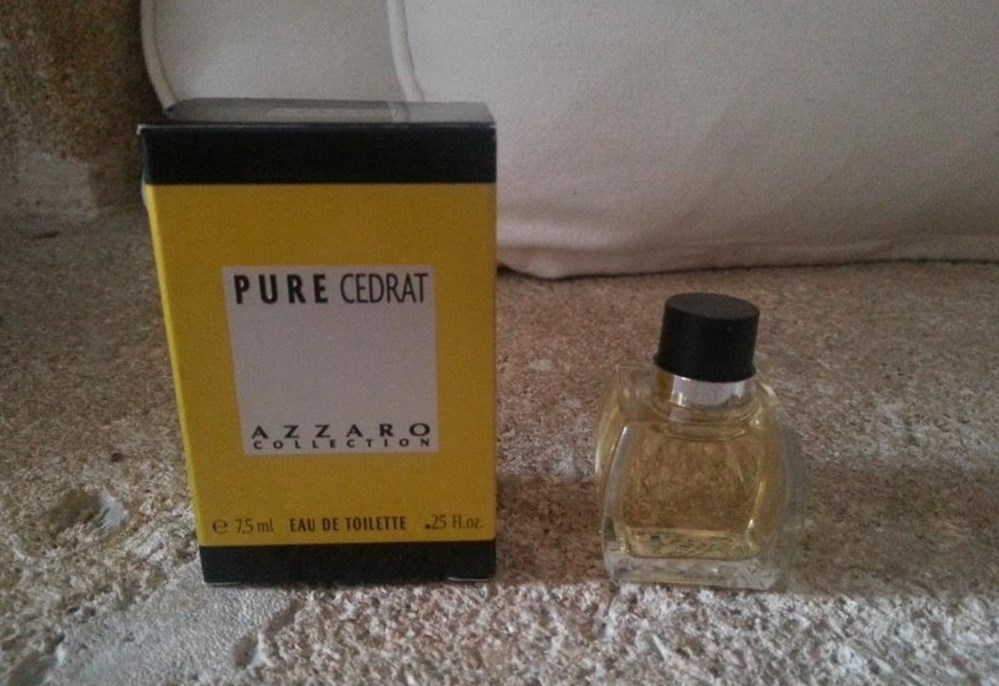 PURE CEDRAT
AZZARO
COLLECTION
℮ 7,5 ml EAU DE TOILETTE .25 Fl.oz.